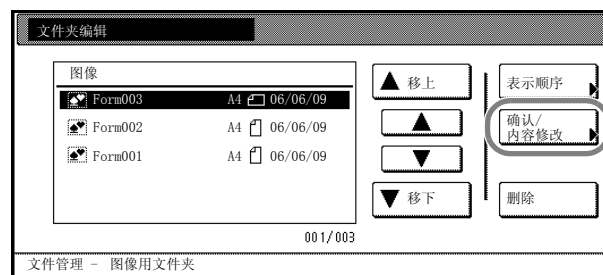 文件夹编辑
图像
Form003 A4 06/06/09
Form002 A4 06/06/09
Form001 A4 06/06/09
001/003
移上
移下
表示顺序
确认/
内容修改
删除
文件管理 - 图像用文件夹